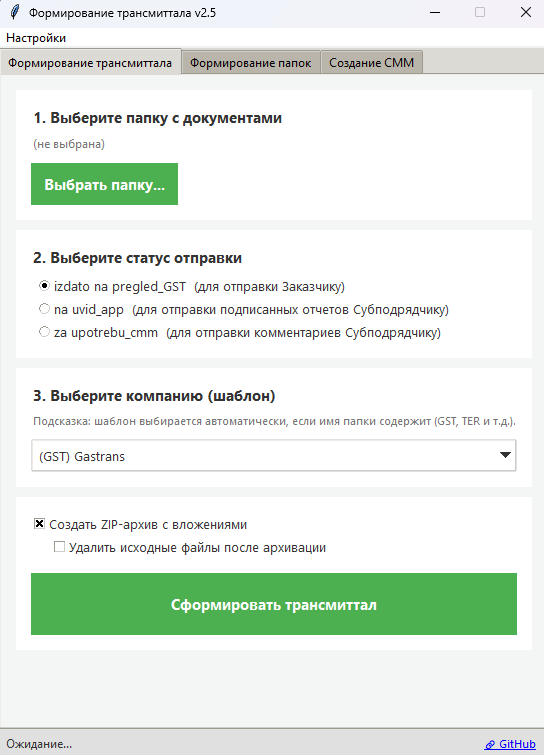 Формирование трансмиттала v2.5
Настройки
Формирование трансмиттала Формирование папок Создание CMM
1. Выберите папку с документами
(не выбрана)
Выбрать папку...
2. Выберите статус отправки
izdato na pregled_GST (для отправки Заказчику)
na uvid_app (для отправки подписанных отчетов Субподрядчику)
za upotrebu_cmm (для отправки комментариев Субподрядчику)
3. Выберите компанию (шаблон)
Подсказка: шаблон выбирается автоматически, если имя папки содержит (GST, TER и т.д.).
(GST) Gastrans
Создать ZIP-архив с вложениями
Удалить исходные файлы после архивации
Сформировать трансмиттал
Ожидание... GitHub